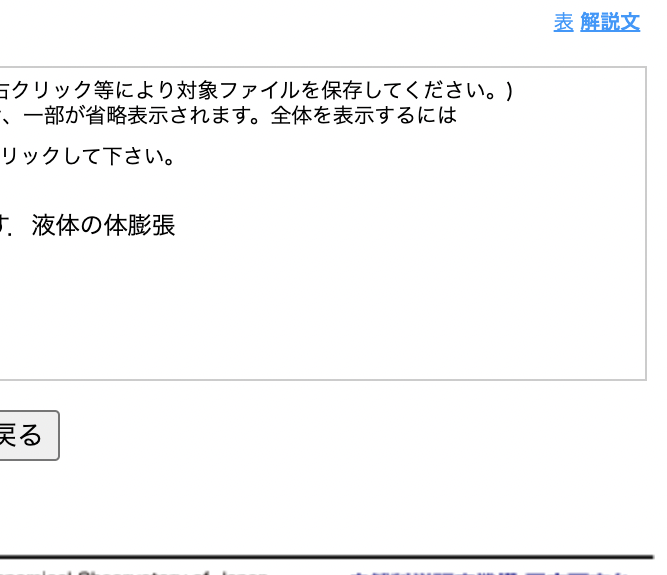 表 解説文
右クリック等により対象ファイルを保存してください。)
、一部が省略表示されます。全体を表示するには
リックして下さい。
す. 液体の体膨張
戻る